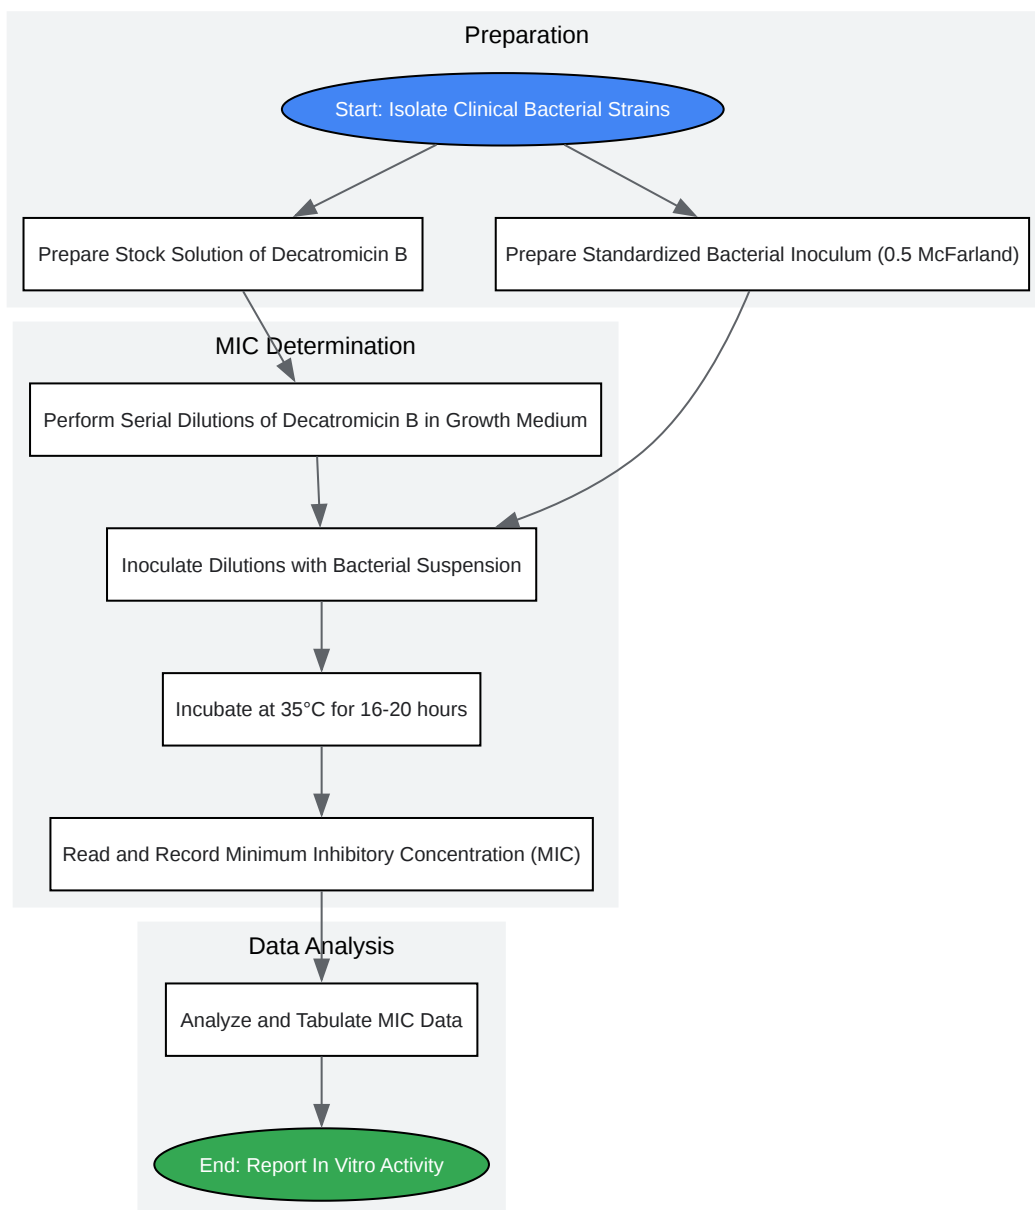 Preparation
Start: Isolate Clinical Bacterial Strains
Prepare Stock Solution of Decatromicin B
Prepare Standardized Bacterial Inoculum (0.5 McFarland)
MIC Determination
Perform Serial Dilutions of Decatromicin B in Growth Medium
Inoculate Dilutions with Bacterial Suspension
Incubate at 35°C for 16-20 hours
Read and Record Minimum Inhibitory Concentration (MIC)
Data Analysis
Analyze and Tabulate MIC Data
End: Report In Vitro Activity